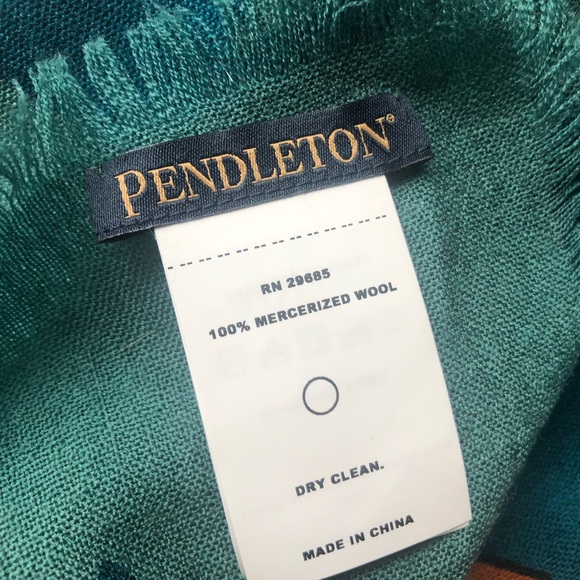 PENDLETON®
RN 29685
100% MERCERIZED WOOL
DRY CLEAN.
MADE IN CHINA